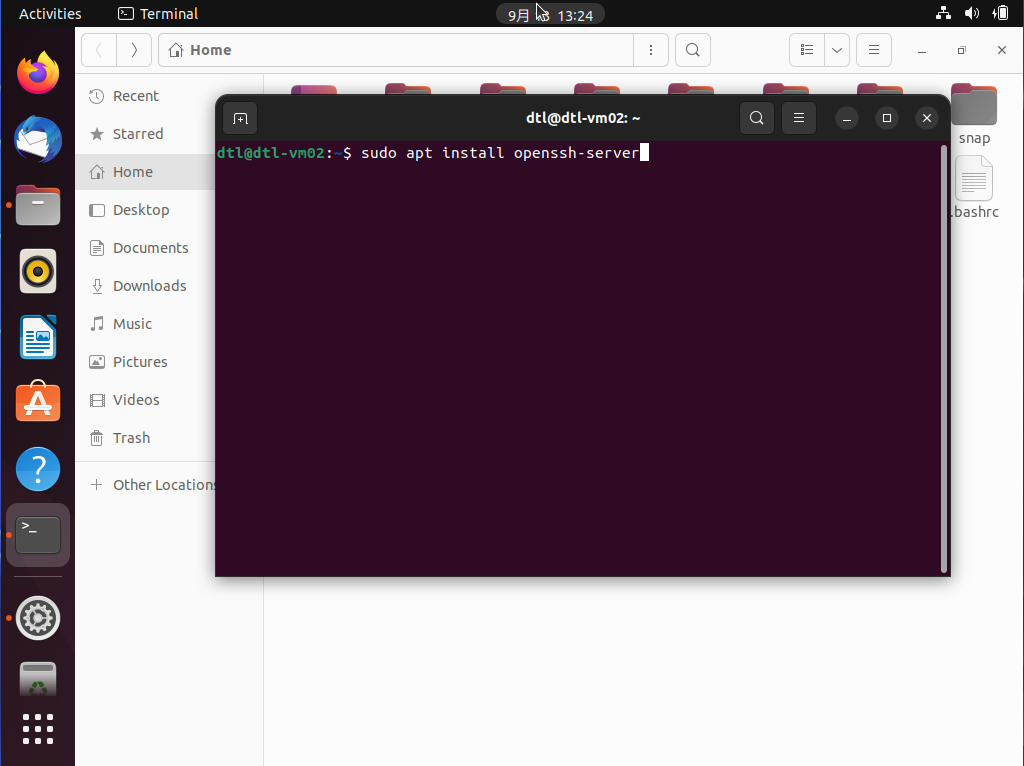 Activities
Terminal
9月 13:24
Home
Recent
Starred
Home
Desktop
Documents
Downloads
Music
Pictures
Videos
Trash
Other Locations
dtl@dtl-vm02: ~
dtl@dtl-vm02:~$ sudo apt install openssh-server
snap
.bashrc